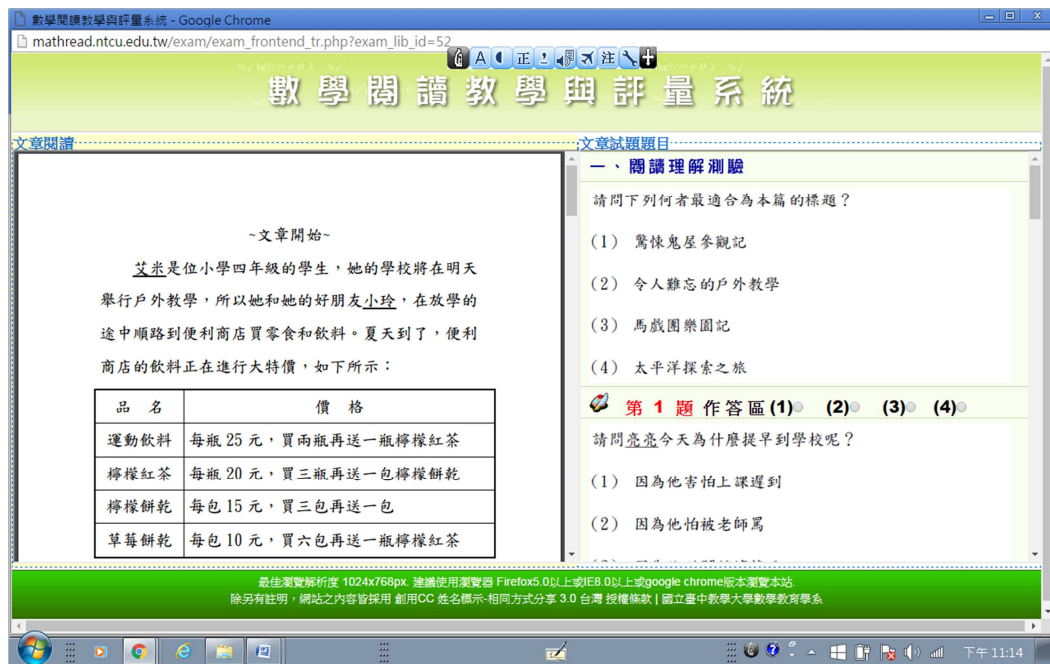 數學閱讀教學與評量系統 - Google Chrome
mathread.ntcu.edu.tw/exam/exam_frontend_tr.php?exam_lib_id=52
A 正 注
數學閱讀教學與評量系統
文章閱讀
~文章開始~
艾米是位小學四年級的學生，她的學校將在明天
舉行戶外教學，所以她和她的好朋友小玲，在放學的
途中順路到便利商店買零食和飲料。夏天到了，便利
商店的飲料正在進行大特價，如下所示：
品 名 價 格
運動飲料 每瓶 25 元，買兩瓶再送一瓶檸檬紅茶
檸檬紅茶 每瓶 20 元，買三瓶再送一包檸檬餅乾
檸檬餅乾 每包 15 元，買三包再送一包
草莓餅乾 每包 10 元，買六包再送一瓶檸檬紅茶
文章試題題目
一、閱讀理解測驗
請問下列何者最適合為本篇的標題？
(1) 驚悚鬼屋參觀記
(2) 令人難忘的戶外教學
(3) 馬戲團樂園記
(4) 太平洋探索之旅
第 1 題 作答區 (1) (2) (3) (4)
請問亮亮今天為什麼提早到學校呢？
(1) 因為他害怕上課遲到
(2) 因為他怕被老師罵
最佳瀏覽解析度 1024x768px. 建議使用瀏覽器 Firefox5.0以上或IE8.0以上或google chrome版本瀏覽本站.
除另有註明，網站之內容皆採用 創用CC 姓名標示-相同方式分享 3.0 台灣 授權條款 | 國立臺中教學大學數學教育學系
下午 11:14